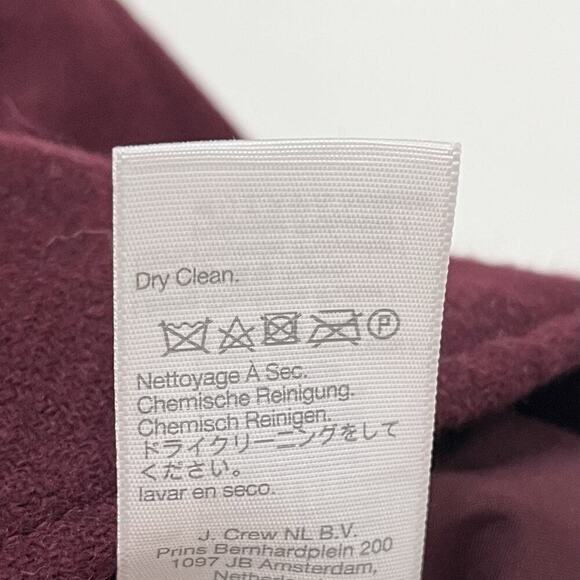 Dry Clean.
P
Nettoyage À Sec.
Chemische Reinigung.
Chemisch Reinigen.
ドライクリーニングをして
ください。
lavar en seco.
J. Crew NL B.V.
Prins Bernhardplein 200
1097 JB Amsterdam,